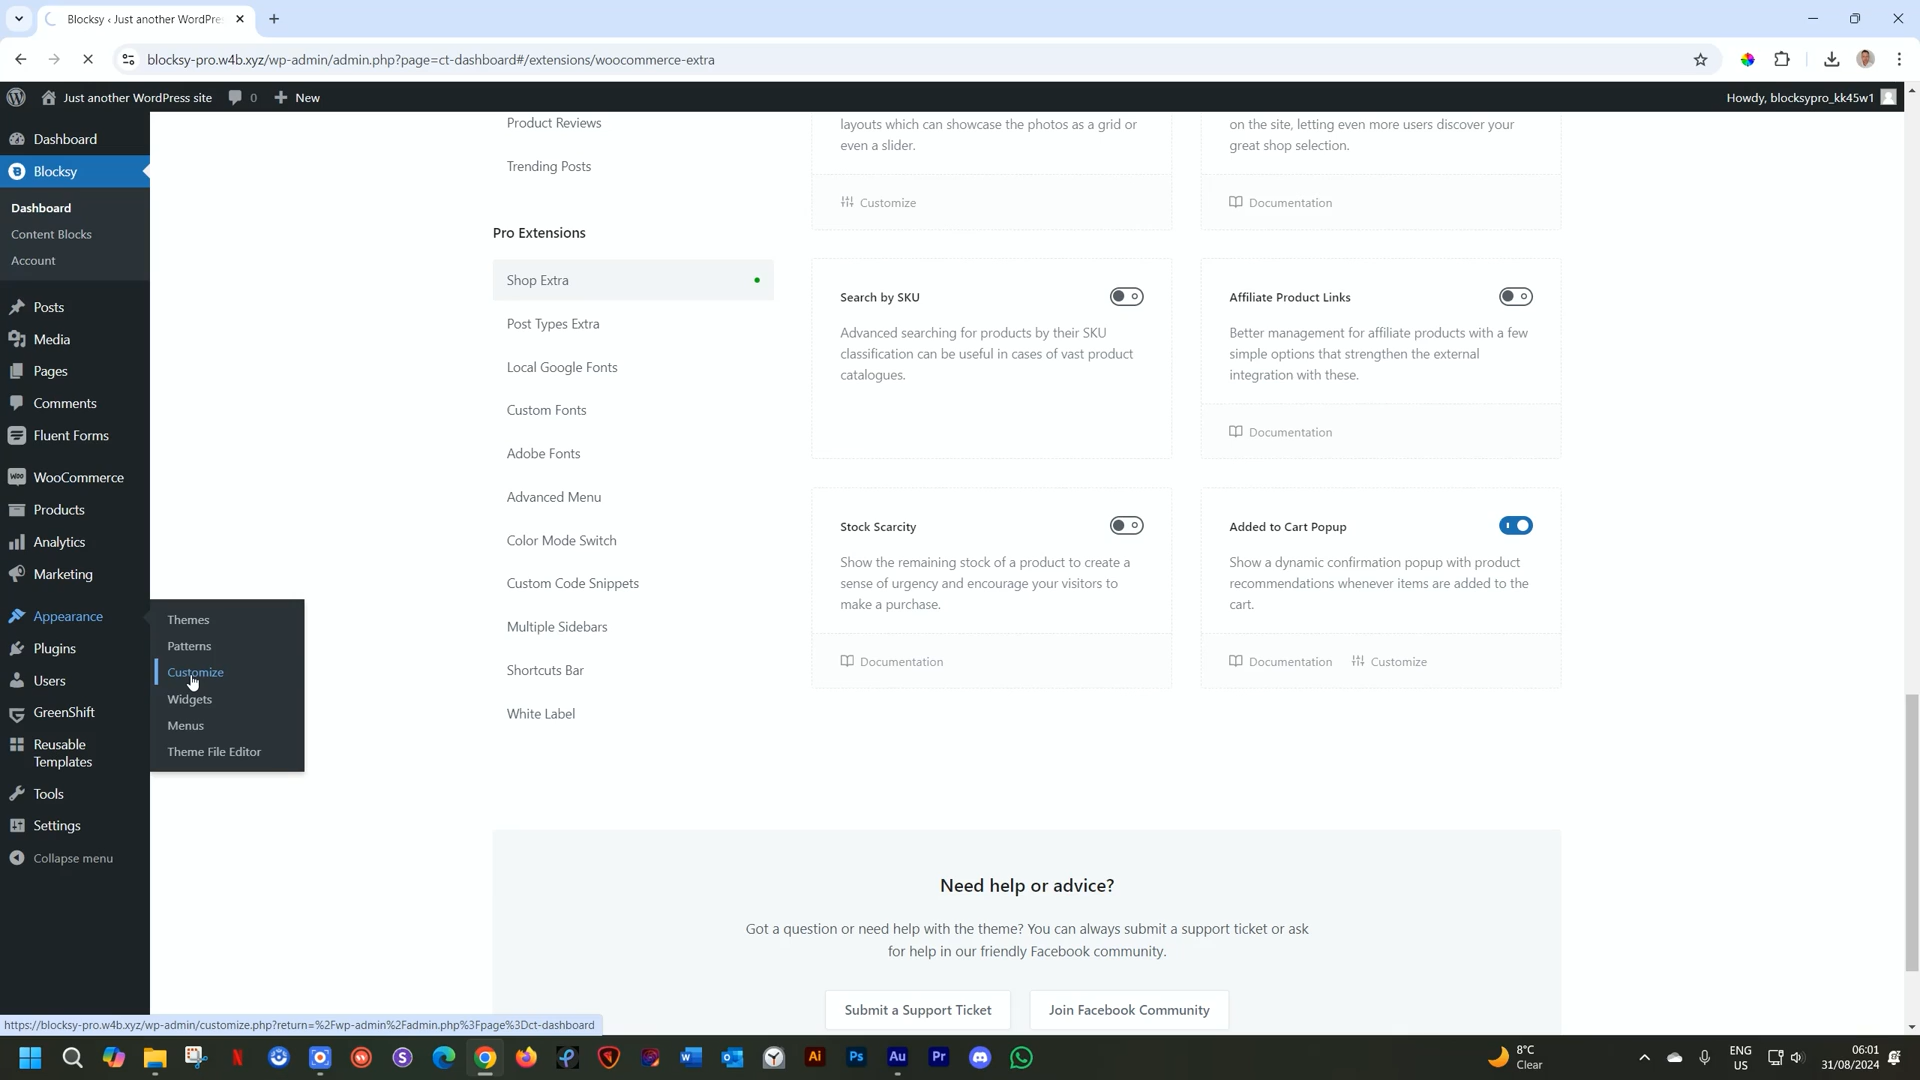 Blocksy ‹ Just another WordPre
blocksy-pro.w4b.xyz/wp-admin/admin.php?page=ct-dashboard#/extensions/woocommerce-extra
Just another WordPress site
0
New
Howdy, blocksypro_kk45w1
Dashboard
Blocksy
Dashboard
Content Blocks
Account
Posts
Media
Pages
Comments
Fluent Forms
WooCommerce
Products
Analytics
Marketing
Appearance
Plugins
Users
GreenShift
Reusable
Templates
Tools
Settings
Collapse menu
Themes
Patterns
Customize
Widgets
Menus
Theme File Editor
Product Reviews
Trending Posts
Pro Extensions
Shop Extra
Post Types Extra
Local Google Fonts
Custom Fonts
Adobe Fonts
Advanced Menu
Color Mode Switch
Custom Code Snippets
Multiple Sidebars
Shortcuts Bar
White Label
layouts which can showcase the photos as a grid or
even a slider.
Customize
on the site, letting even more users discover your
great shop selection.
Documentation
Search by SKU
Advanced searching for products by their SKU
classification can be useful in cases of vast product
catalogues.
Affiliate Product Links
Better management for affiliate products with a few
simple options that strengthen the external
integration with these.
Documentation
Stock Scarcity
Show the remaining stock of a product to create a
sense of urgency and encourage your visitors to
make a purchase.
Documentation
Added to Cart Popup
Show a dynamic confirmation popup with product
recommendations whenever items are added to the
cart.
Documentation
Customize
Need help or advice?
Got a question or need help with the theme? You can always submit a support ticket or ask
for help in our friendly Facebook community.
Submit a Support Ticket
Join Facebook Community
https://blocksy-pro.w4b.xyz/wp-admin/customize.php?return=%2Fwp-admin%2Fadmin.php%3Fpage%3Dct-dashboard
8°C
Clear
ENG
US
06:01
31/08/2024